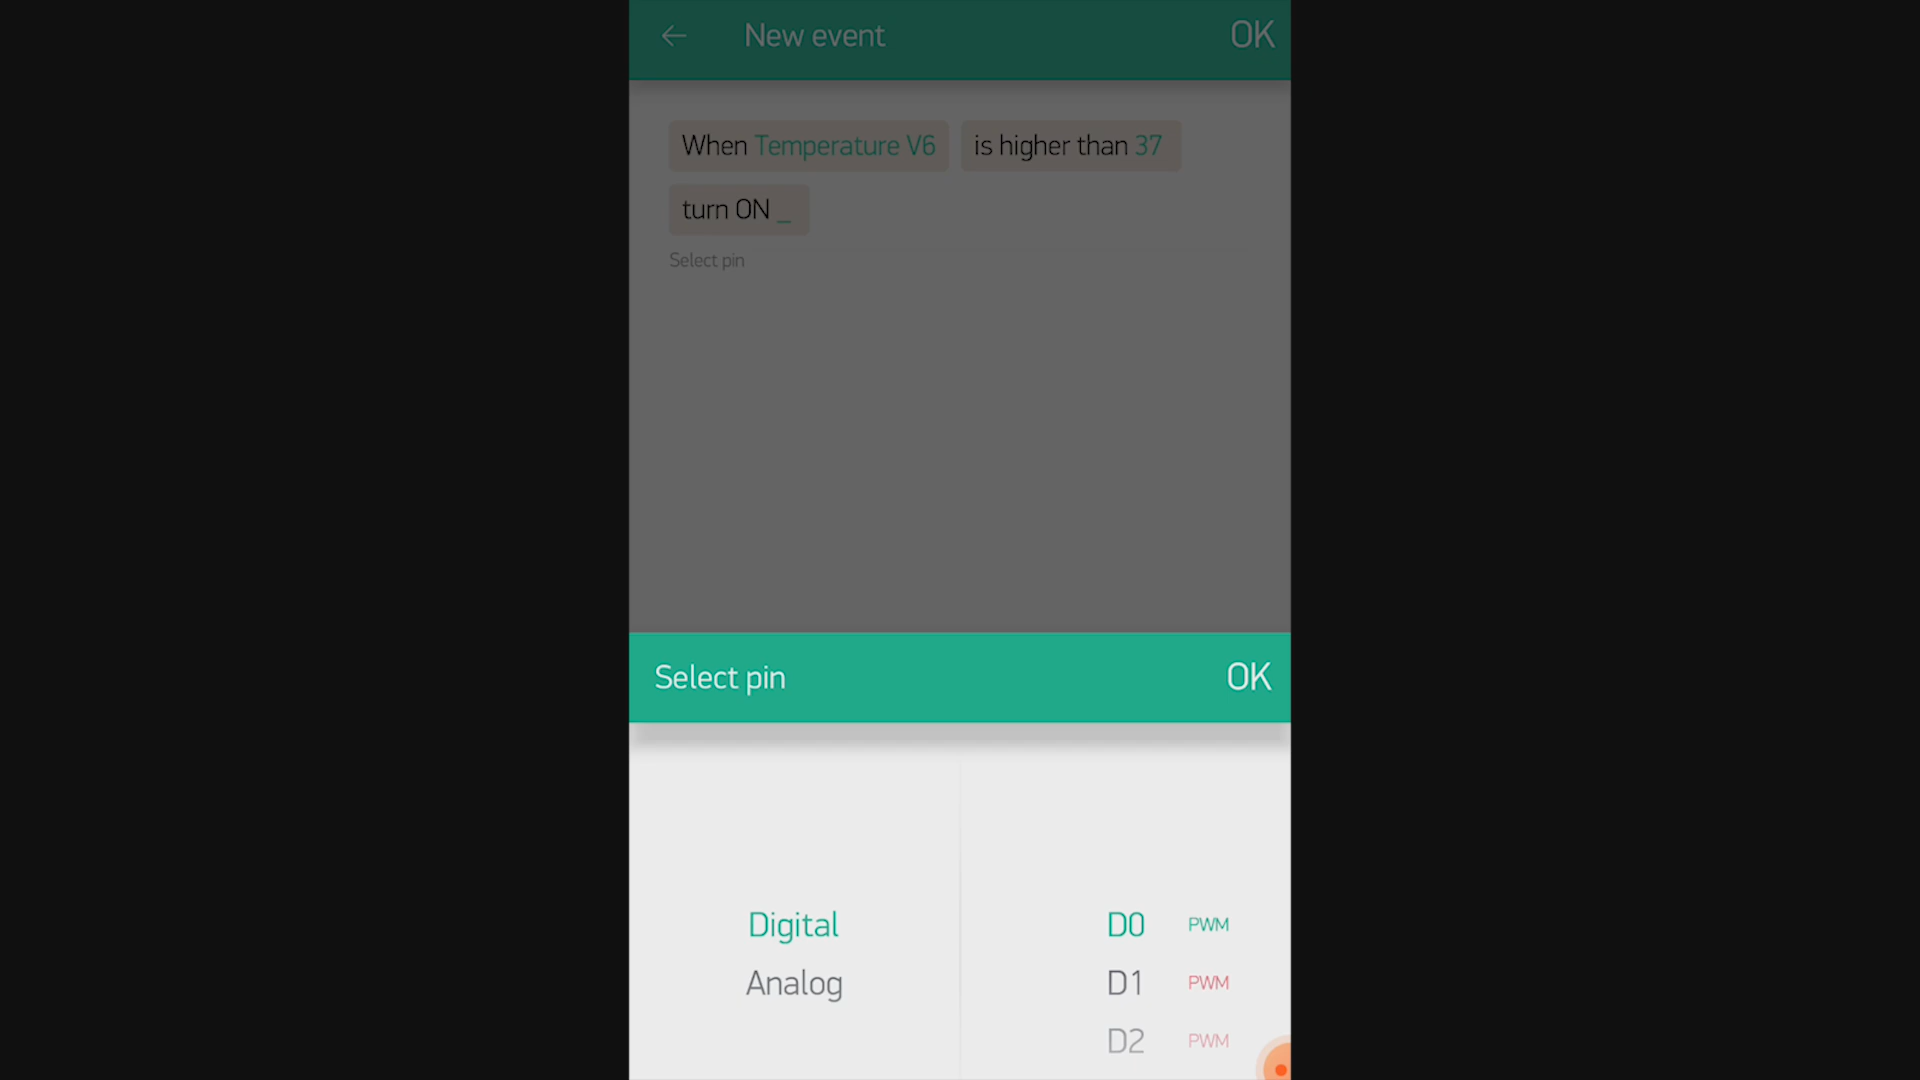 New event OK
When Temperature V6 is higher than 37
turn ON _
Select pin
Select pin OK
Digital D0 PWM
Analog D1 PWM
D2 PWM